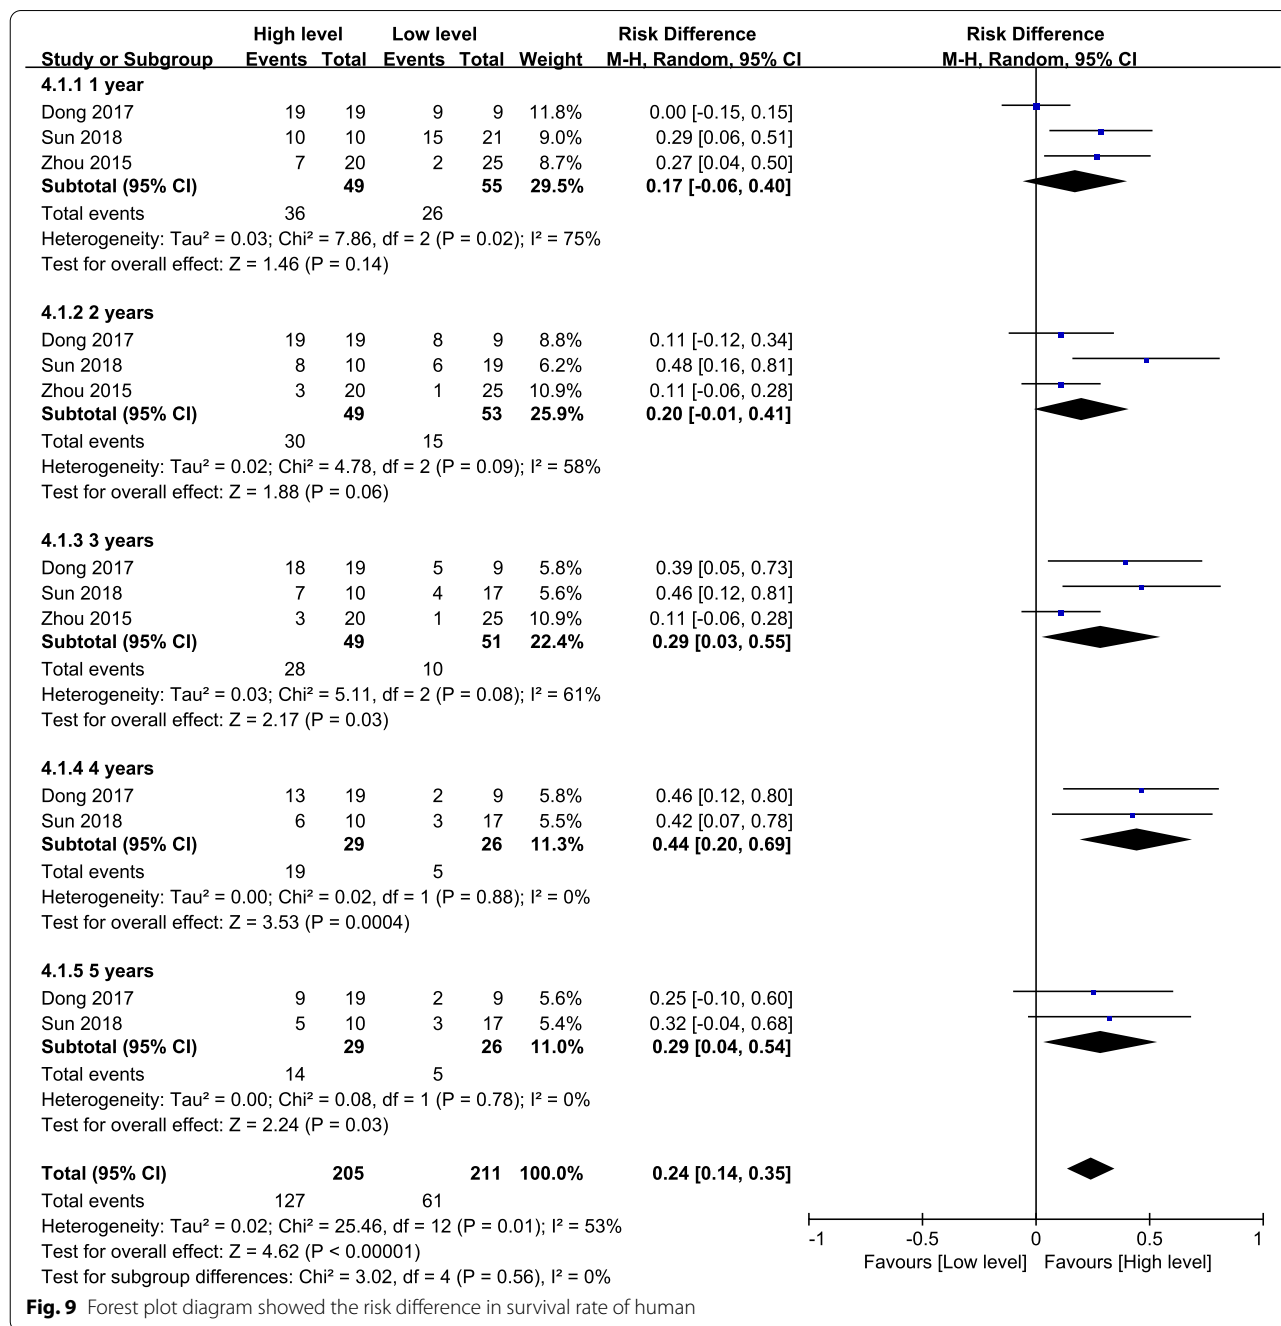 High level Low level Risk Difference Risk Difference
Study or Subgroup Events Total Events Total Weight M-H, Random, 95% CI M-H, Random, 95% CI
4.1.1 1 year
Dong 2017 19 19 9 9 11.8% 0.00 [-0.15, 0.15]
Sun 2018 10 10 15 21 9.0% 0.29 [0.06, 0.51]
Zhou 2015 7 20 2 25 8.7% 0.27 [0.04, 0.50]
Subtotal (95% CI) 49 55 29.5% 0.17 [-0.06, 0.40]
Total events 36 26
Heterogeneity: Tau² = 0.03; Chi² = 7.86, df = 2 (P = 0.02); I² = 75%
Test for overall effect: Z = 1.46 (P = 0.14)
4.1.2 2 years
Dong 2017 19 19 8 9 8.8% 0.11 [-0.12, 0.34]
Sun 2018 8 10 6 19 6.2% 0.48 [0.16, 0.81]
Zhou 2015 3 20 1 25 10.9% 0.11 [-0.06, 0.28]
Subtotal (95% CI) 49 53 25.9% 0.20 [-0.01, 0.41]
Total events 30 15
Heterogeneity: Tau² = 0.02; Chi² = 4.78, df = 2 (P = 0.09); I² = 58%
Test for overall effect: Z = 1.88 (P = 0.06)
4.1.3 3 years
Dong 2017 18 19 5 9 5.8% 0.39 [0.05, 0.73]
Sun 2018 7 10 4 17 5.6% 0.46 [0.12, 0.81]
Zhou 2015 3 20 1 25 10.9% 0.11 [-0.06, 0.28]
Subtotal (95% CI) 49 51 22.4% 0.29 [0.03, 0.55]
Total events 28 10
Heterogeneity: Tau² = 0.03; Chi² = 5.11, df = 2 (P = 0.08); I² = 61%
Test for overall effect: Z = 2.17 (P = 0.03)
4.1.4 4 years
Dong 2017 13 19 2 9 5.8% 0.46 [0.12, 0.80]
Sun 2018 6 10 3 17 5.5% 0.42 [0.07, 0.78]
Subtotal (95% CI) 29 26 11.3% 0.44 [0.20, 0.69]
Total events 19 5
Heterogeneity: Tau² = 0.00; Chi² = 0.02, df = 1 (P = 0.88); I² = 0%
Test for overall effect: Z = 3.53 (P = 0.0004)
4.1.5 5 years
Dong 2017 9 19 2 9 5.6% 0.25 [-0.10, 0.60]
Sun 2018 5 10 3 17 5.4% 0.32 [-0.04, 0.68]
Subtotal (95% CI) 29 26 11.0% 0.29 [0.04, 0.54]
Total events 14 5
Heterogeneity: Tau² = 0.00; Chi² = 0.08, df = 1 (P = 0.78); I² = 0%
Test for overall effect: Z = 2.24 (P = 0.03)
Total (95% CI) 205 211 100.0% 0.24 [0.14, 0.35]
Total events 127 61
Heterogeneity: Tau² = 0.02; Chi² = 25.46, df = 12 (P = 0.01); I² = 53%
Test for overall effect: Z = 4.62 (P < 0.00001)
Test for subgroup differences: Chi² = 3.02, df = 4 (P = 0.56), I² = 0%
-1 -0.5 0 0.5 1
Favours [Low level] Favours [High level]
Fig. 9 Forest plot diagram showed the risk difference in survival rate of human